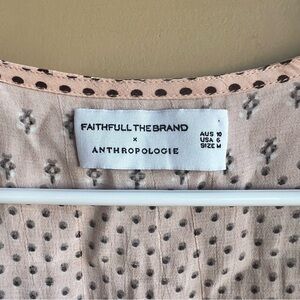 FAITHFULL THE BRAND
x
ANTHROPOLOGIE
AUS 10
USA 6
SIZE M